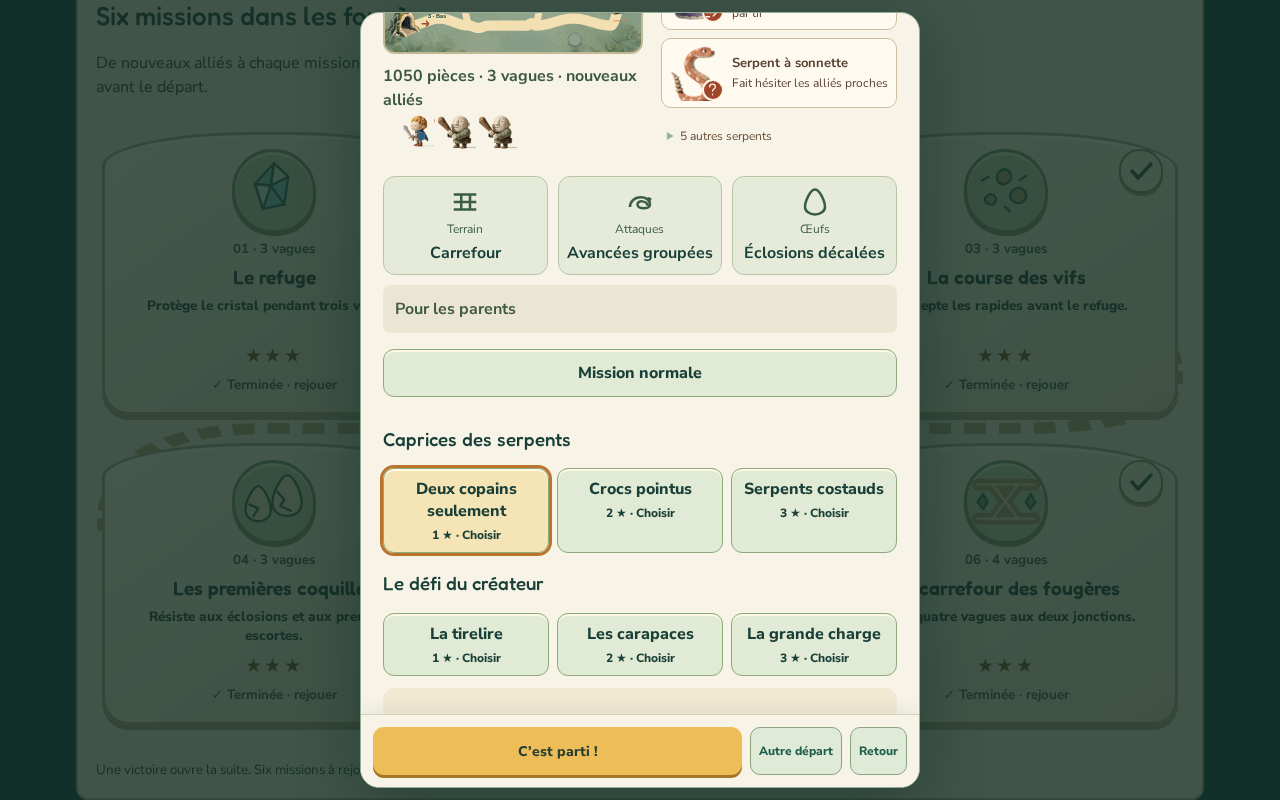 Six missions dans les fo
De nouveaux alliés à chaque mission
avant le départ.
3 · Bas
1050 pièces · 3 vagues · nouveaux
alliés
Serpent à sonnette
Fait hésiter les alliés proches
?
▶ 5 autres serpents
Terrain
Carrefour
Attaques
Avancées groupées
Œufs
Éclosions décalées
Pour les parents
Mission normale
Caprices des serpents
Deux copains
seulement
1 ★ · Choisir
Crocs pointus
2 ★ · Choisir
Serpents costauds
3 ★ · Choisir
Le défi du créateur
La tirelire
1 ★ · Choisir
Les carapaces
2 ★ · Choisir
La grande charge
3 ★ · Choisir
C'est parti !
Autre départ
Retour
01 · 3 vagues
Le refuge
Protège le cristal pendant trois v
★★★
✓ Terminée · rejouer
03 · 3 vagues
La course des vifs
epte les rapides avant le refuge.
★★★
✓ Terminée · rejouer
04 · 3 vagues
Les premières coquille
Résiste aux éclosions et aux pre
escortes.
★★★
✓ Terminée · rejouer
06 · 4 vagues
carrefour des fougères
quatre vagues aux deux jonctions.
★★★
✓ Terminée · rejouer
Une victoire ouvre la suite. Six missions à rejo